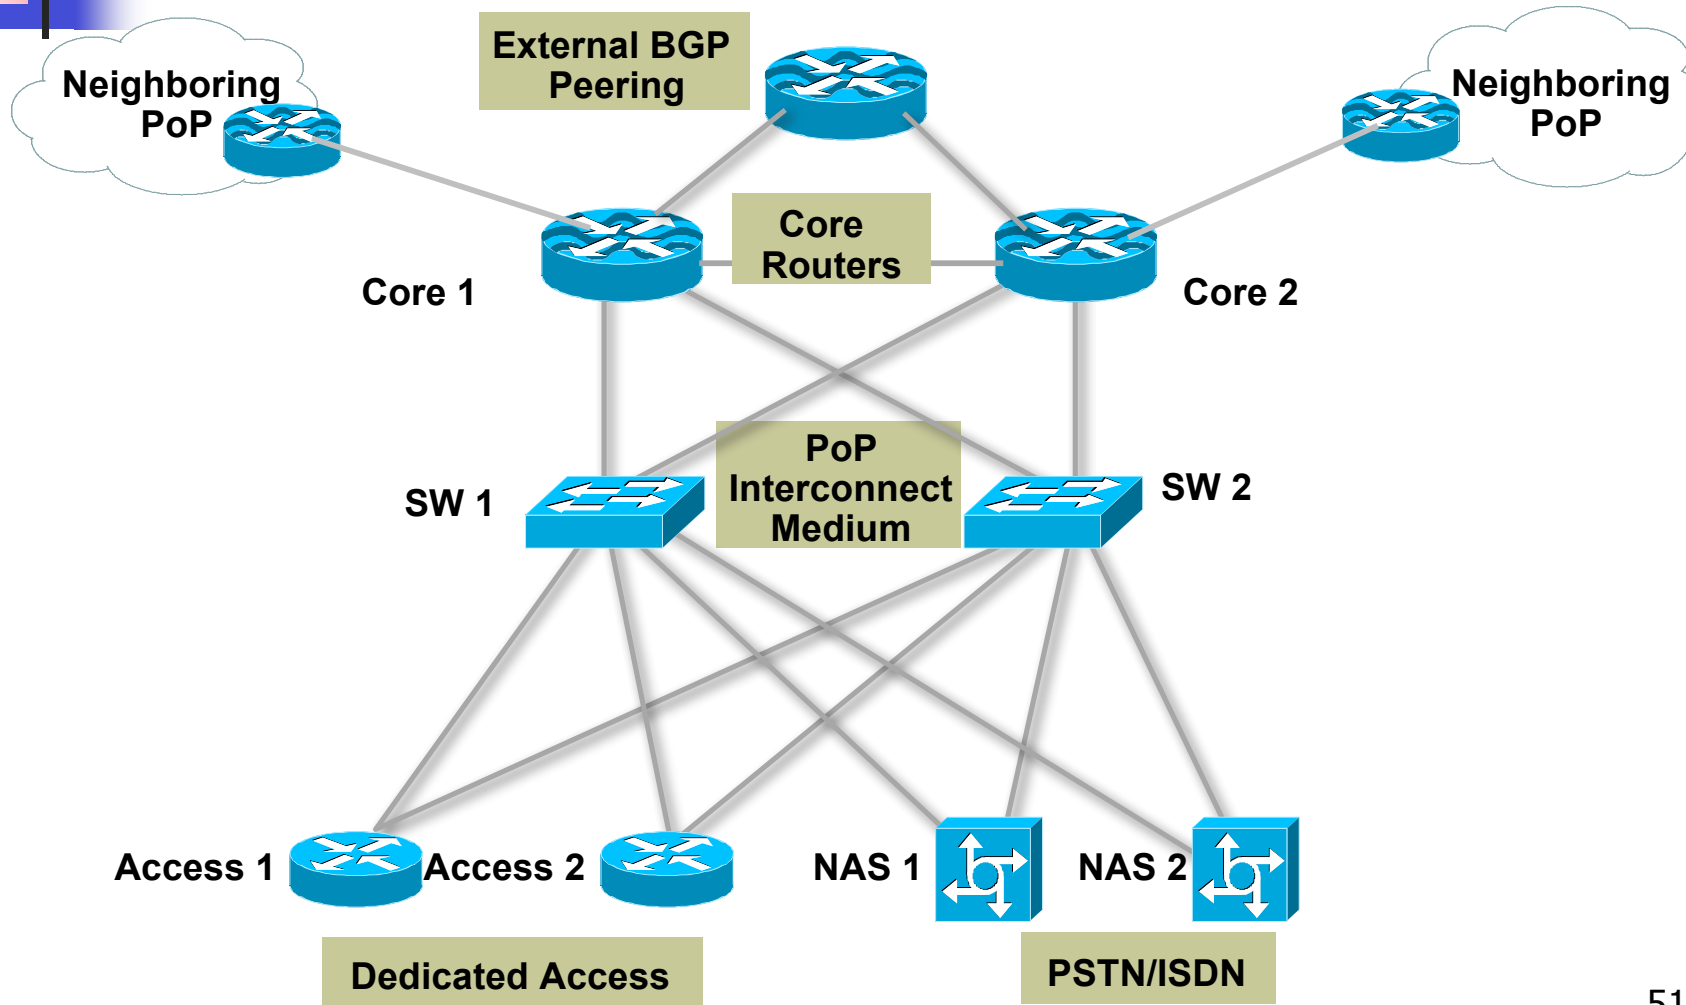 External BGP
Peering
Neighboring
PoP
Neighboring
PoP
Core
Routers
Core 1
Core 2
PoP
Interconnect
Medium
SW 1
SW 2
Access 1
Access 2
NAS 1
NAS 2
Dedicated Access
PSTN/ISDN
51